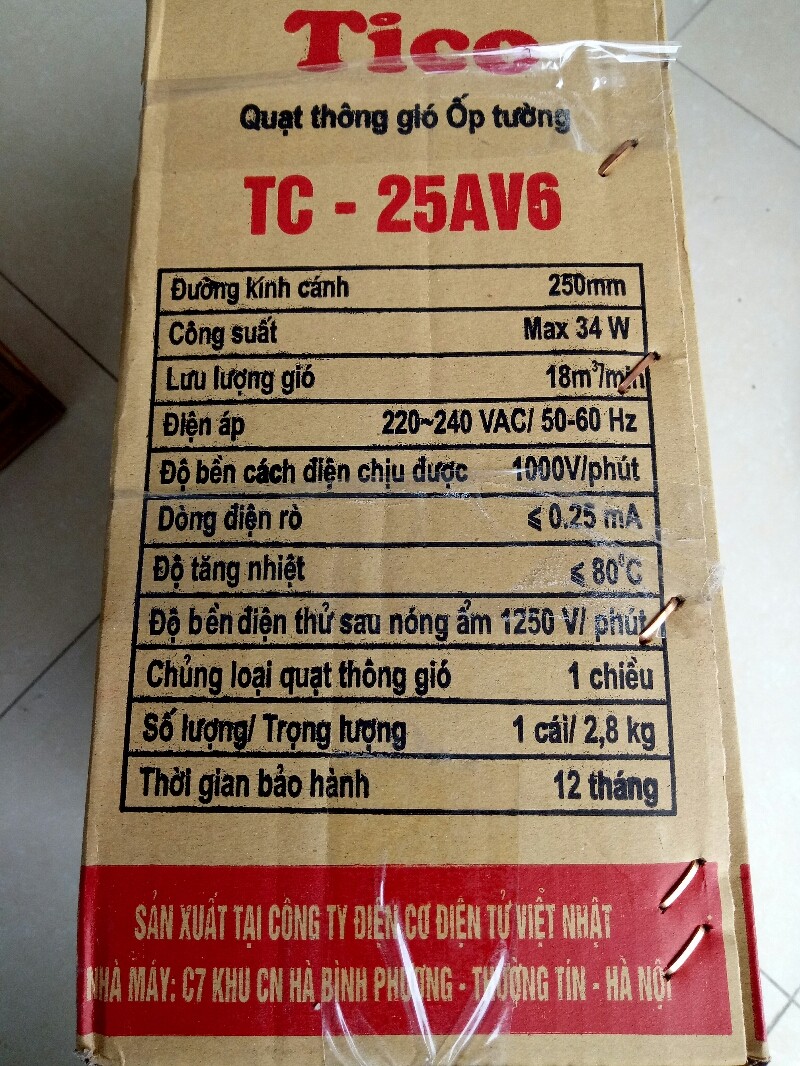 Tico
Quạt thông gió Ốp tường
TC - 25AV6
Đường kính cánh 250mm
Công suất Max 34 W
Lưu lượng gió 18m³/min
Điện áp 220~240 VAC/ 50-60 Hz
Độ bền cách điện chịu được 1000V/phút
Dòng điện rò ⩽ 0.25 mA
Độ tăng nhiệt ⩽ 80⁰C
Độ bền điện thử sau nóng ẩm 1250 V/ phút
Chủng loại quạt thông gió 1 chiều
Số lượng/ Trọng lượng 1 cái/ 2,8 kg
Thời gian bảo hành 12 tháng
SẢN XUẤT TẠI CÔNG TY ĐIỆN CƠ ĐIỆN TỬ VIỆT NHẬT
NHÀ MÁY: C7 KHU CN HÀ BÌNH PHƯƠNG - THƯỜNG TÍN - HÀ NỘI